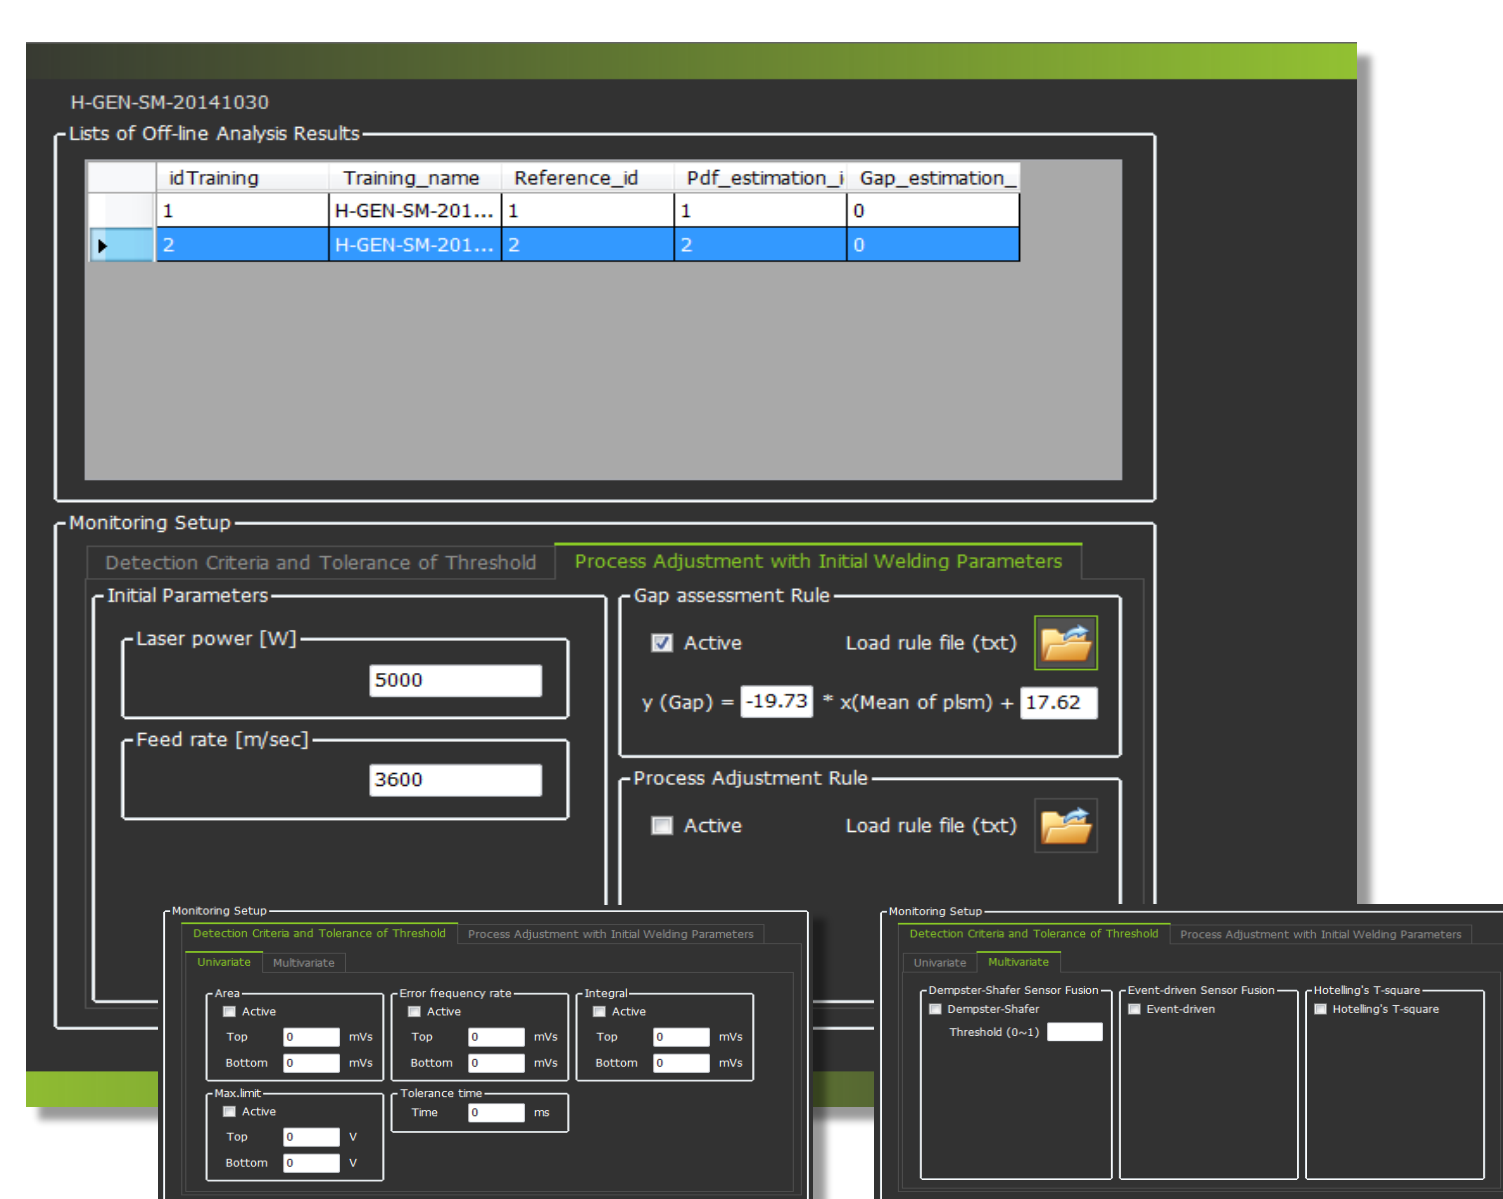 H-GEN-SM-20141030
Lists of Off-line Analysis Results
idTraining Training_name Reference_id Pdf_estimation_i Gap_estimation_
1 H-GEN-SM-201... 1 1 0
2 H-GEN-SM-201... 2 2 0
Monitoring Setup
Detection Criteria and Tolerance of Threshold Process Adjustment with Initial Welding Parameters
Initial Parameters
Laser power [W]
5000
Feed rate [m/sec]
3600
Gap assessment Rule
Active Load rule file (txt)
y (Gap) = -19.73 * x(Mean of plsm) + 17.62
Process Adjustment Rule
Active Load rule file (txt)
Monitoring Setup
Detection Criteria and Tolerance of Threshold Process Adjustment with Initial Welding Parameters
Univariate Multivariate
Area
Active
Top 0 mVs
Bottom 0 mVs
Error frequency rate
Active
Top 0 mVs
Bottom 0 mVs
Integral
Active
Top 0 mVs
Bottom 0 mVs
Max.limit
Active
Top 0 V
Bottom 0 V
Tolerance time
Time 0 ms
Monitoring Setup
Detection Criteria and Tolerance of Threshold Process Adjustment with Initial Welding Parameters
Univariate Multivariate
Dempster-Shafer Sensor Fusion
Dempster-Shafer
Threshold (0~1)
Event-driven Sensor Fusion
Event-driven
Hotelling's T-square
Hotelling's T-square